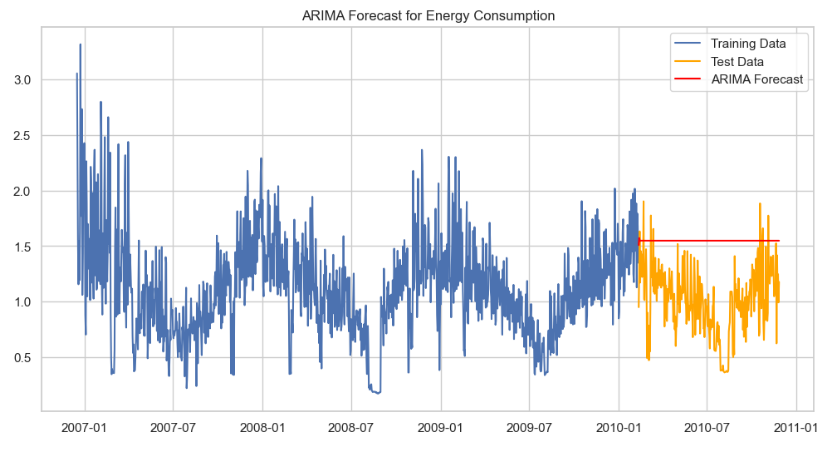 ARIMA Forecast for Energy Consumption
Training Data
Test Data
ARIMA Forecast
3.0
2.5
2.0
1.5
1.0
0.5
2007-01 2007-07 2008-01 2008-07 2009-01 2009-07 2010-01 2010-07 2011-01